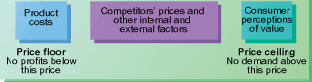 Product
costs
Competitors' prices and
other internal and
external factors
Consumer
perceptions
of value
Price floor
No profits below
this price
Price ceiling
No demand above
this price